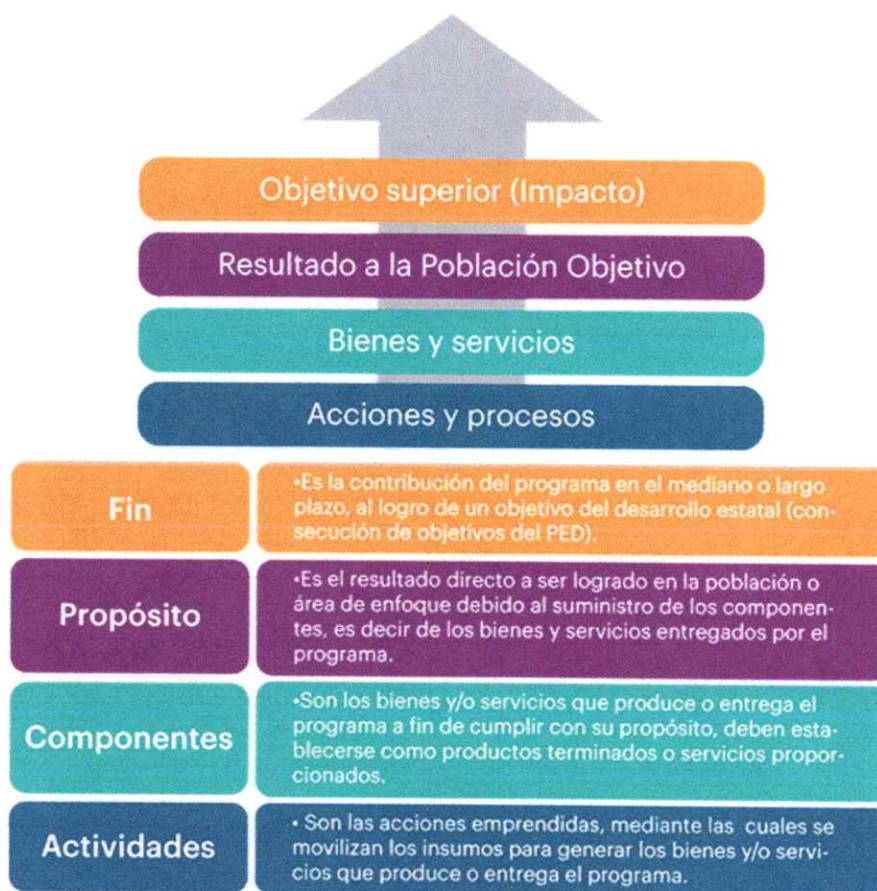 Objetivo superior (Impacto)
Resultado a la Población Objetivo
Bienes y servicios
Acciones y procesos
Fin
•Es la contribución del programa en el mediano o largo
plazo, al logro de un objetivo del desarrollo estatal (con-
secución de objetivos del PED).
Propósito
•Es el resultado directo a ser logrado en la población o
área de enfoque debido al suministro de los componen-
tes, es decir de los bienes y servicios entregados por el
programa.
Componentes
•Son los bienes y/o servicios que produce o entrega el
programa a fin de cumplir con su propósito, deben esta-
blecerse como productos terminados o servicios propor-
cionados.
Actividades
• Son las acciones emprendidas, mediante las cuales se
movilizan los insumos para generar los bienes y/o servi-
cios que produce o entrega el programa.